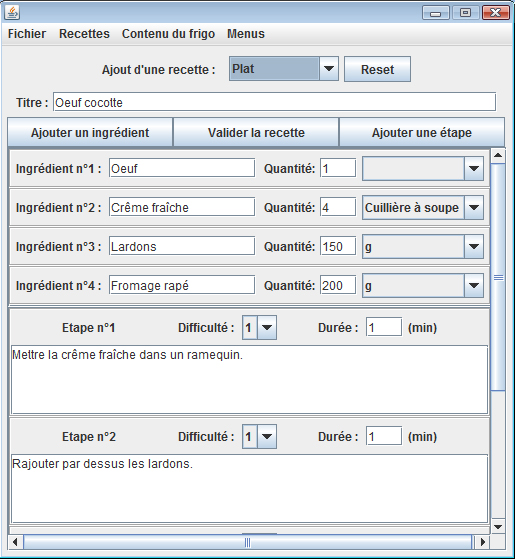 Fichier Recettes Contenu du frigo Menus
Ajout d'une recette : Plat Reset
Titre : Oeuf cocotte
Ajouter un ingrédient Valider la recette Ajouter une étape
Ingrédient n°1 : Oeuf Quantité: 1
Ingrédient n°2 : Crême fraîche Quantité: 4 Cuillière à soupe
Ingrédient n°3 : Lardons Quantité: 150 g
Ingrédient n°4 : Fromage rapé Quantité: 200 g
Etape n°1 Difficulté : 1 Durée : 1 (min)
Mettre la crême fraîche dans un ramequin.
Etape n°2 Difficulté : 1 Durée : 1 (min)
Rajouter par dessus les lardons.